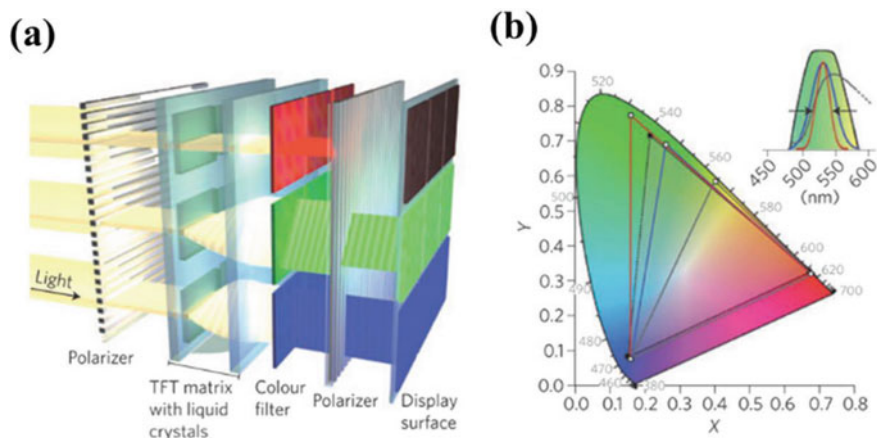 (a)
Light
Polarizer
TFT matrix
with liquid
crystals
Colour
filter
Polarizer
Display
surface
(b)
0.9
0.8
0.7
0.6
0.5
0.4
0.3
0.2
0.1
0.0
Y
0.0 0.1 0.2 0.3 0.4 0.5 0.6 0.7 0.8
X
520
540
560
580
600
620
700
500
490
480
470
460
380
450 500 550 600
(nm)